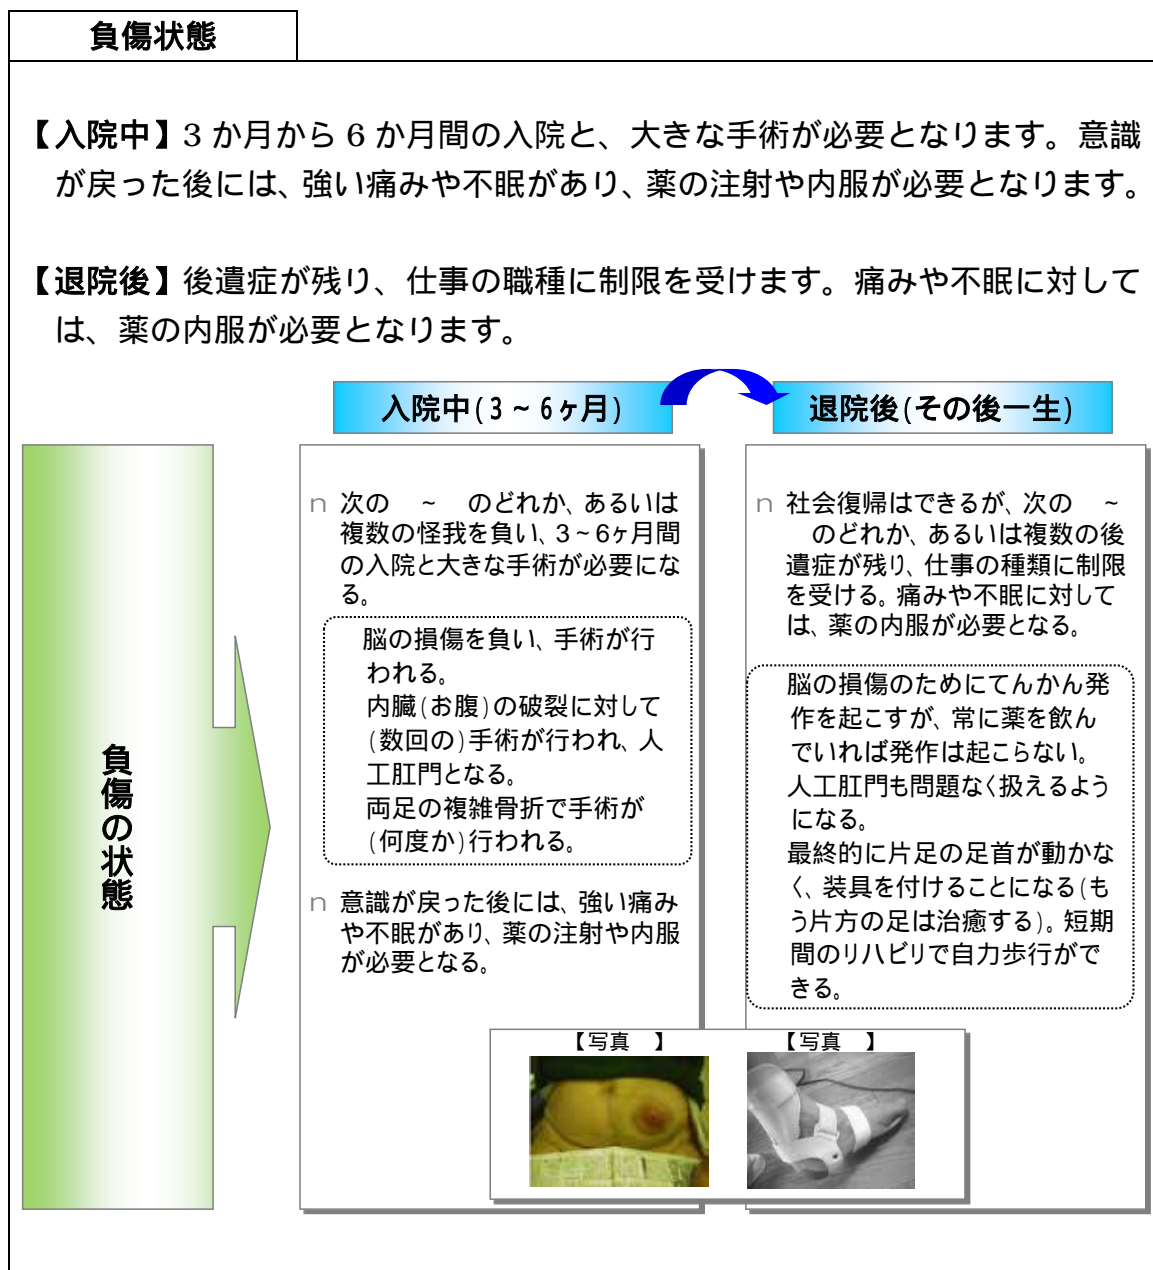 負傷状態
【入院中】3 か月から 6 か月間の入院と、大きな手術が必要となります。意識
が戻った後には、強い痛みや不眠があり、薬の注射や内服が必要となります。
【退院後】後遺症が残り、仕事の職種に制限を受けます。痛みや不眠に対して
は、薬の内服が必要となります。
入院中(3~6ヶ月)
退院後(その後一生)
負傷の状態
n 次の ~ のどれか、あるいは
複数の怪我を負い、3~6ヶ月間
の入院と大きな手術が必要にな
る。
脳の損傷を負い、手術が行
われる。
内臓(お腹)の破裂に対して
(数回の)手術が行われ、人
工肛門となる。
両足の複雑骨折で手術が
(何度か)行われる。
n 意識が戻った後には、強い痛み
や不眠があり、薬の注射や内服
が必要となる。
n 社会復帰はできるが、次の ~
のどれか、あるいは複数の後
遺症が残り、仕事の種類に制限
を受ける。痛みや不眠に対して
は、薬の内服が必要となる。
脳の損傷のためにてんかん発
作を起こすが、常に薬を飲ん
でいれば発作は起こらない。
人工肛門も問題なく扱えるよう
になる。
最終的に片足の足首が動かな
く、装具を付けることになる(も
う片方の足は治癒する)。短期
間のリハビリで自力歩行がで
きる。
【写真 】
【写真 】